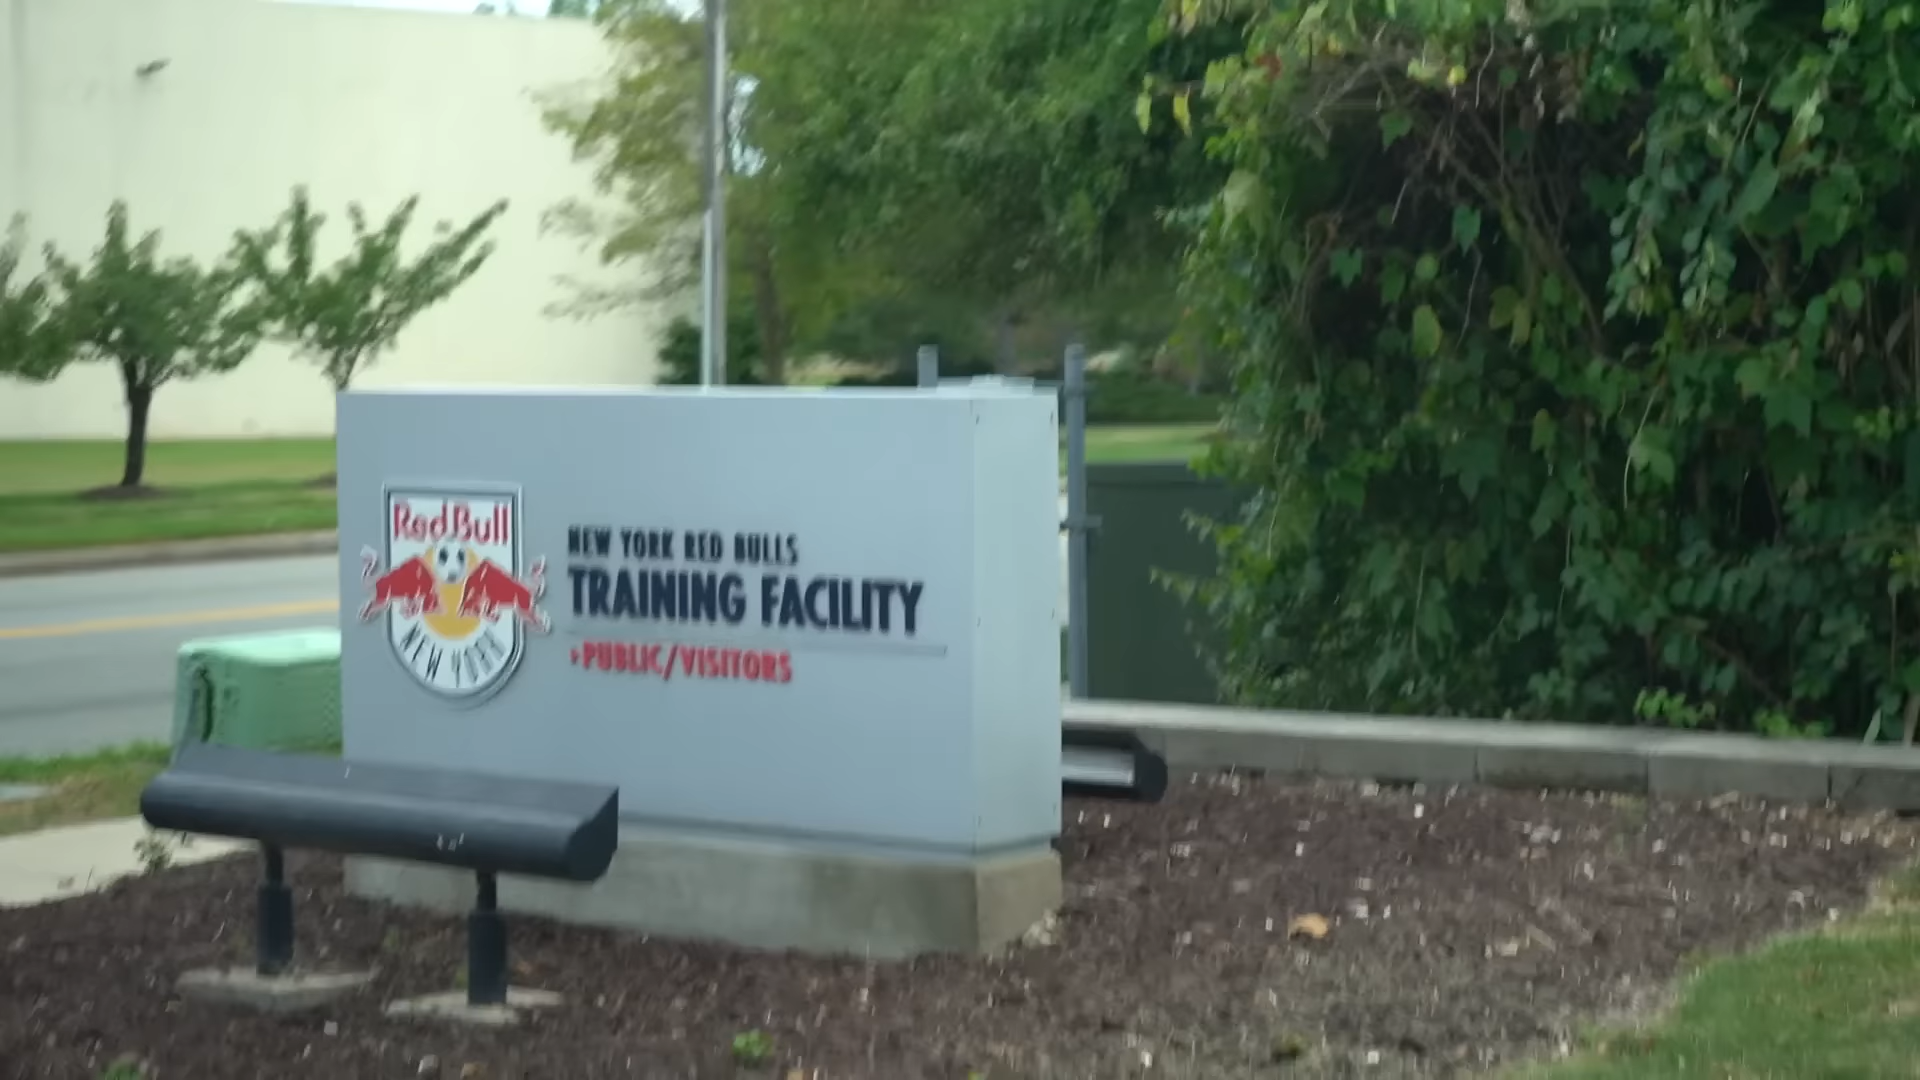 Red Bull
NEW YORK
NEW YORK RED BULLS
TRAINING FACILITY
PUBLIC/VISITORS